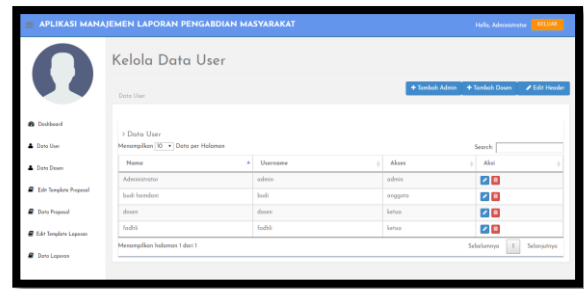 APLIKASI MANAJEMEN LAPORAN PENGABDIAN MASYARAKAT
Hello, Administrator KELUAR
Kelola Data User
Data User
+ Tambah Admin + Tambah Dosen Edit Header
Dashboard
Data User
Data Dosen
Edit Template Proposal
Data Proposal
Edit Template Laporan
Data Laporan
> Data User
Menampilkan 10 Data per Halaman
Search:
Nama Username Akses Aksi
Administrator admin admin
budi hamdani budi anggota
dosen dosen ketua
fadhli fadhli ketua
Menampilkan halaman 1 dari 1
Sebelumnya 1 Selanjutnya